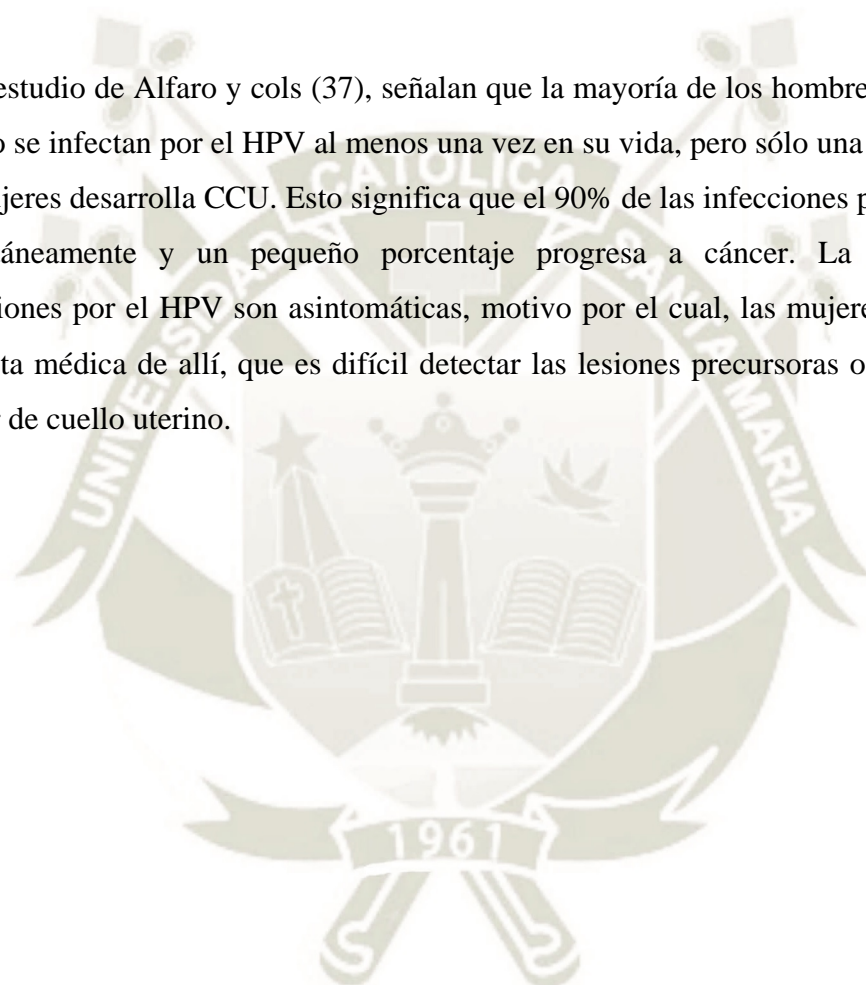 estudio de Alfaro y cols (37), señalan que la mayoría de los hombre
o se infectan por el HPV al menos una vez en su vida, pero sólo una
jeres desarrolla CCU. Esto significa que el 90% de las infecciones p
táneamente y un pequeño porcentaje progresa a cáncer. La
iones por el HPV son asintomáticas, motivo por el cual, las mujere
ta médica de allí, que es difícil detectar las lesiones precursoras o
de cuello uterino.
UNIVERSIDAD CATOLICA SANTA MARIA
1961